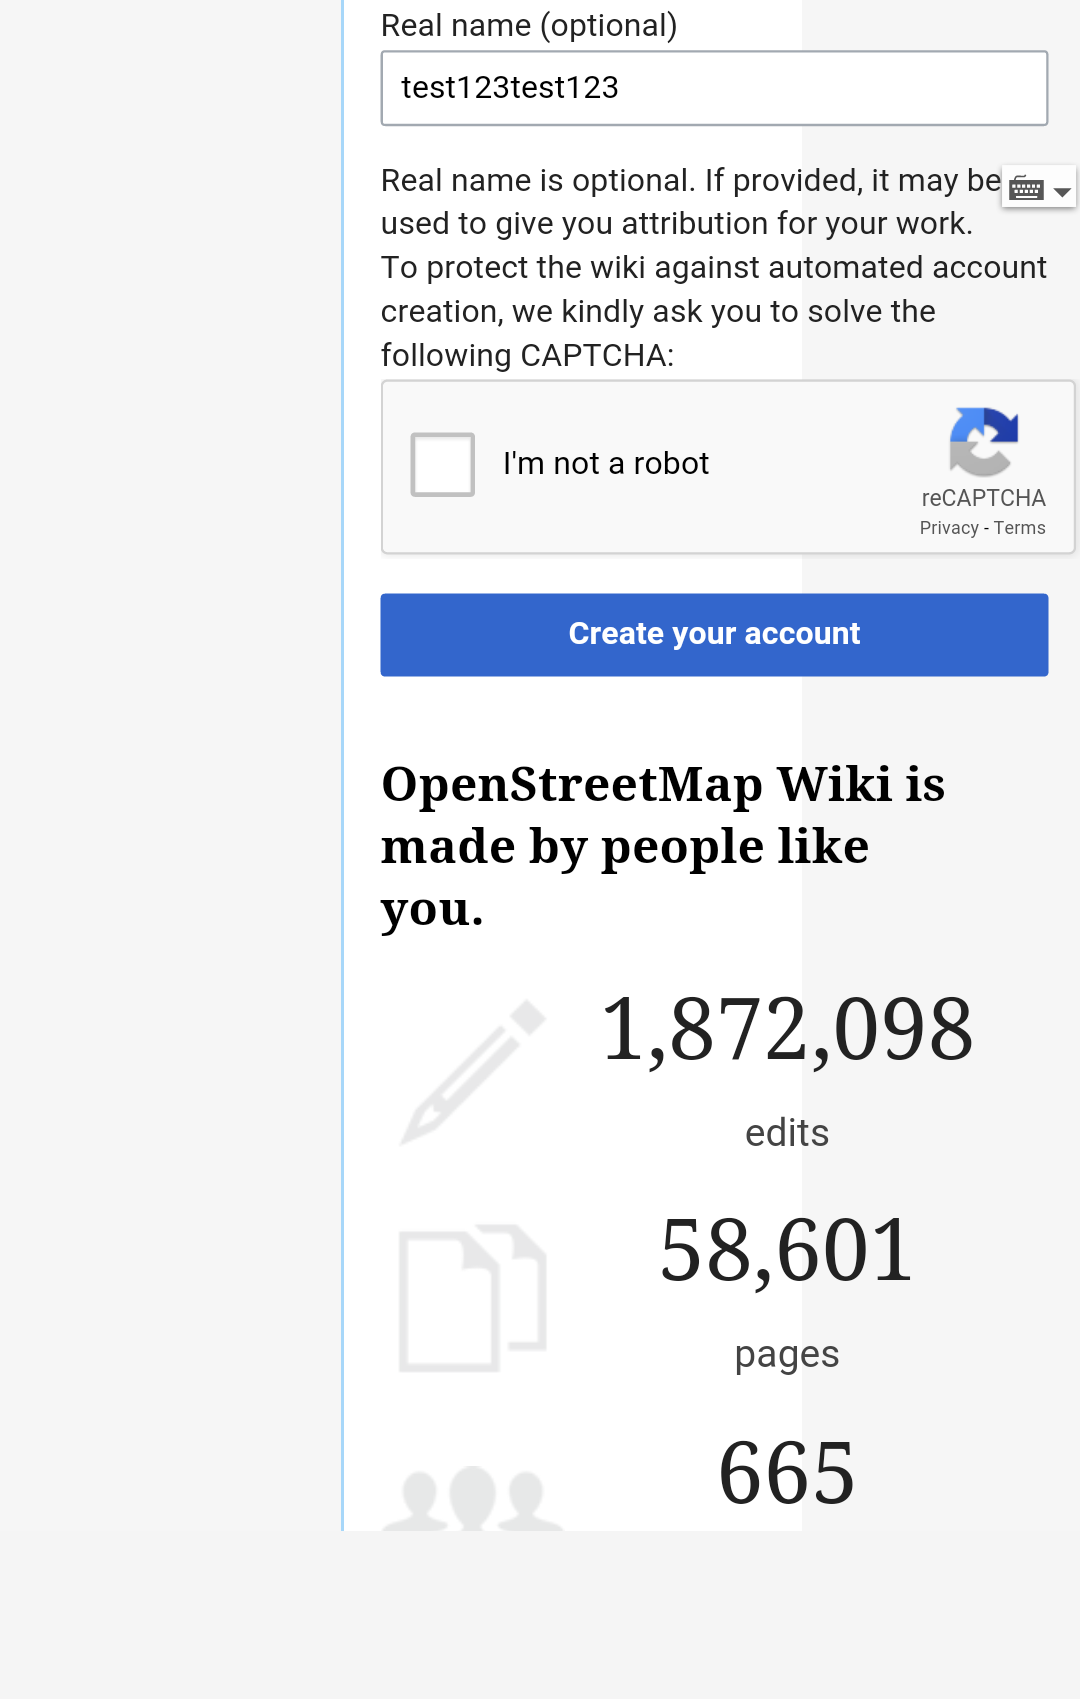 Real name (optional)
test123test123
Real name is optional. If provided, it may be
used to give you attribution for your work.
To protect the wiki against automated account
creation, we kindly ask you to solve the
following CAPTCHA:
I'm not a robot
reCAPTCHA
Privacy - Terms
Create your account
OpenStreetMap Wiki is
made by people like
you.
1,872,098
edits
58,601
pages
665